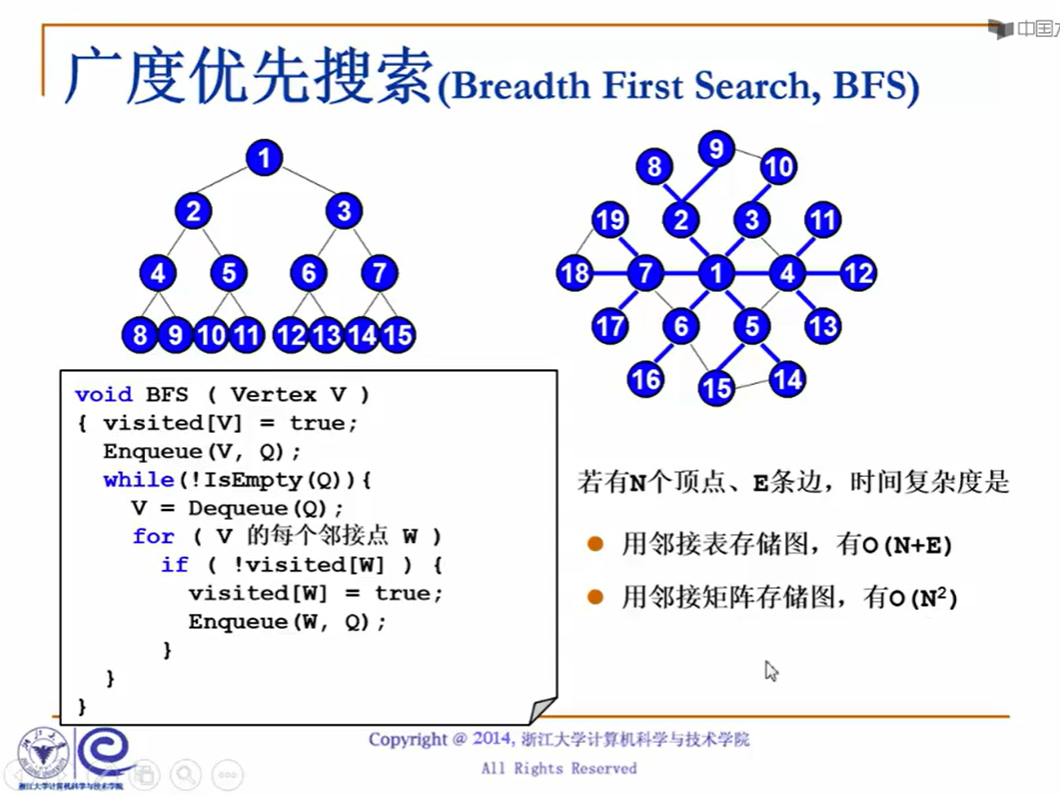 中国
广度优先搜索(Breadth First Search, BFS)
1
2 3
4 5 6 7
8 9 10 11 12 13 14 15
9
8 10
19 2 3 11
18 7 1 4 12
17 6 5 13
16 15 14
void BFS ( Vertex V )
{ visited[V] = true;
Enqueue(V, Q);
while(!IsEmpty(Q)){
V = Dequeue(Q);
for ( V 的每个邻接点 W )
if ( !visited[W] ) {
visited[W] = true;
Enqueue(W, Q);
}
}
}
若有N个顶点、E条边，时间复杂度是
用邻接表存储图，有O(N+E)
用邻接矩阵存储图，有O(N²)
Copyright @ 2014, 浙江大学计算机科学与技术学院
All Rights Reserved
浙江大学计算机科学与技术学院